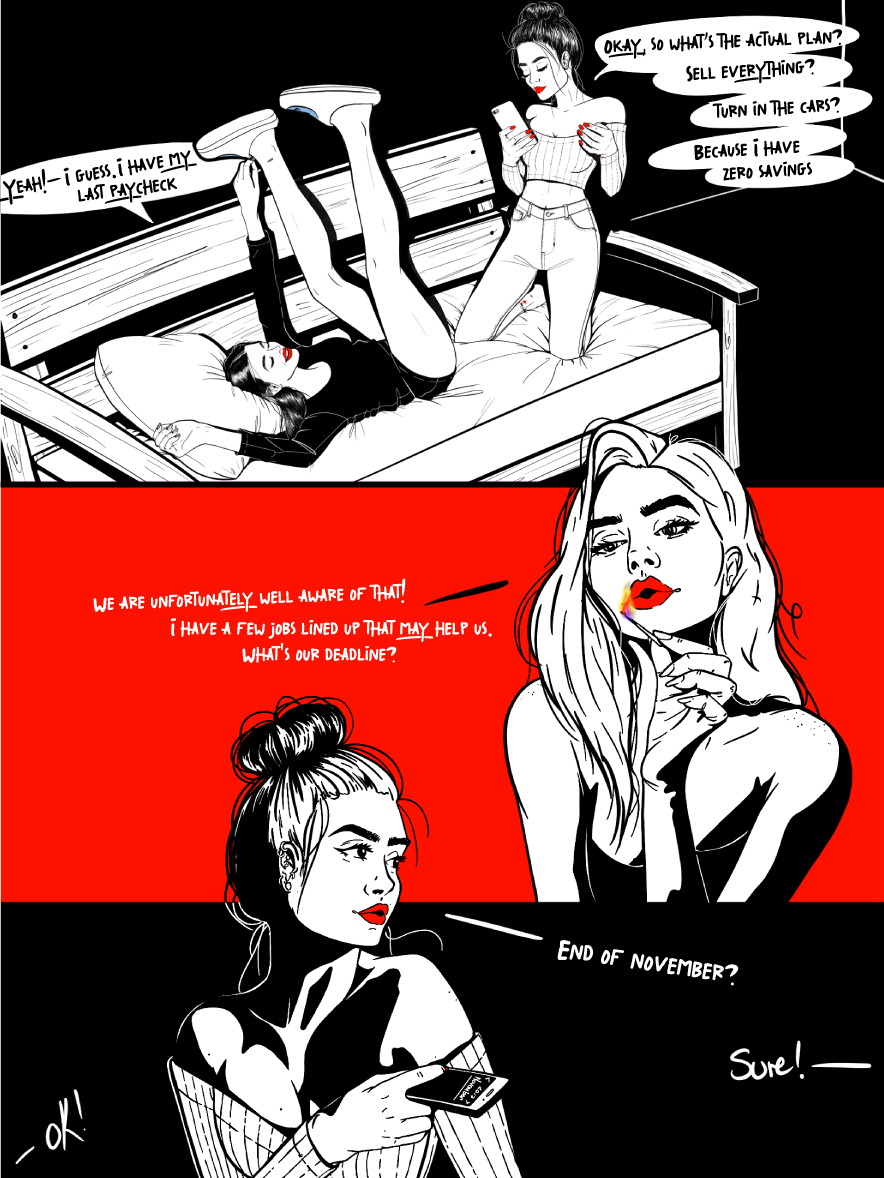 OKAY, SO WHAT'S THE ACTUAL PLAN?
SELL EVERYTHING?
TURN IN THE CARS?
BECAUSE i HAVE
ZERO SAVINGS
YEAH!– i GUESS. i HAVE MY
LAST PAYCHECK
WE ARE UNFORTUNATELY WELL AWARE OF THAT!
i HAVE A FEW JOBS LINED UP THAT MAY HELP US.
WHAT'S OUR DEADLINE?
END OF NOVEMBER?
Sure!
OK!
November